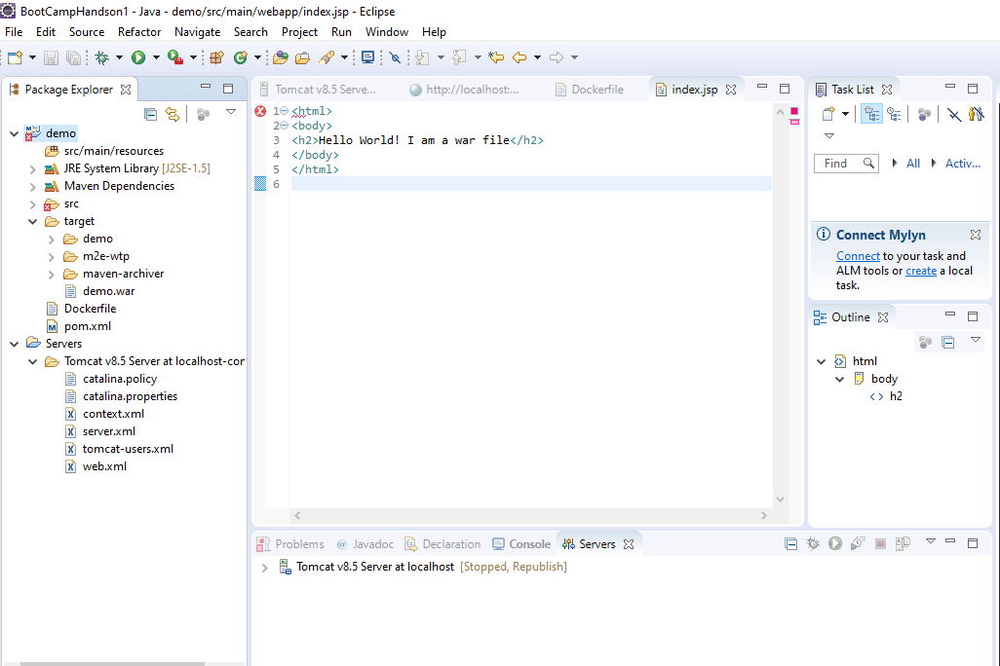 BootCampHandson1 - Java - demo/src/main/webapp/index.jsp - Eclipse
File Edit Source Refactor Navigate Search Project Run Window Help
Package Explorer
demo
src/main/resources
JRE System Library [J2SE-1.5]
Maven Dependencies
src
target
demo
m2e-wtp
maven-archiver
demo.war
Dockerfile
pom.xml
Servers
Tomcat v8.5 Server at localhost-con
catalina.policy
catalina.properties
context.xml
server.xml
tomcat-users.xml
web.xml
Tomcat v8.5 Serve... http://localhost:... Dockerfile index.jsp
1 <html>
2 <body>
3 <h2>Hello World! I am a war file</h2>
4 </body>
5 </html>
6
Task List
Find All Activ...
Connect Mylyn
Connect to your task and
ALM tools or create a local
task.
Outline
html
body
h2
Problems @ Javadoc Declaration Console Servers
Tomcat v8.5 Server at localhost [Stopped, Republish]